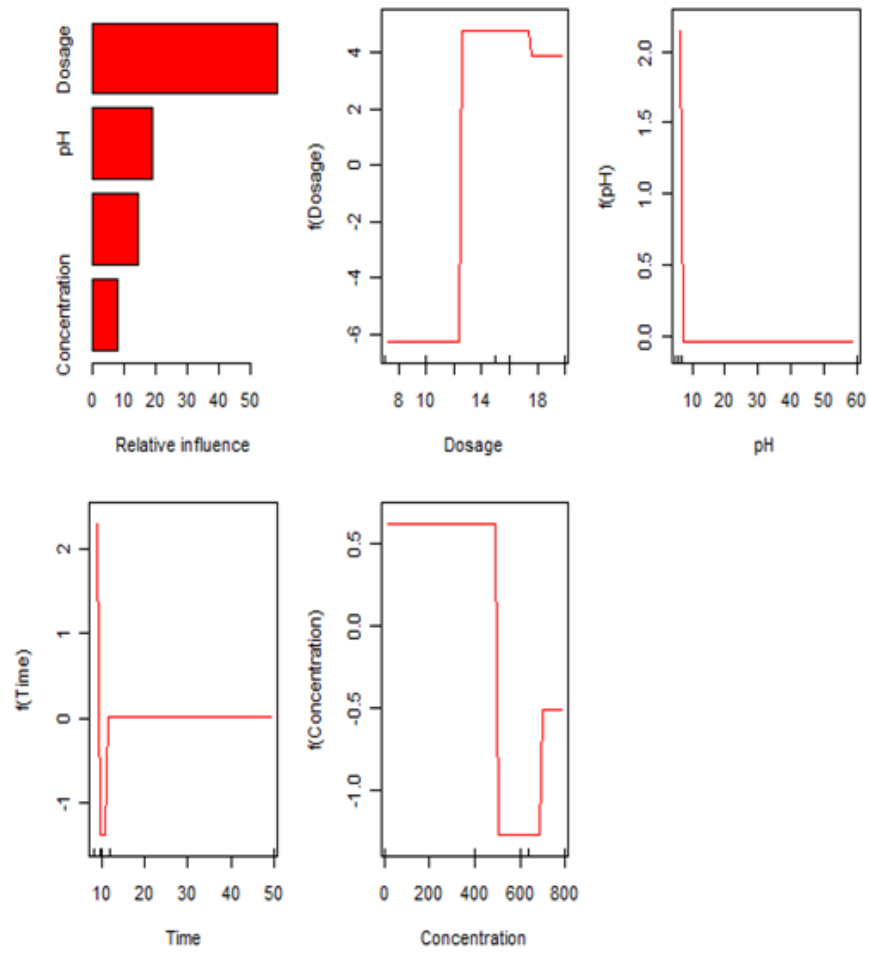 Dosage
pH
Concentration
0 10 20 30 40 50
Relative influence
f(Dosage)
4
2
0
-2
-4
-6
8 10 14 18
Dosage
f(pH)
2.0
1.5
1.0
0.5
0.0
10 20 30 40 50 60
pH
f(Time)
2
1
0
-1
10 20 30 40 50
Time
f(Concentration)
0.5
0.0
-0.5
-1.0
0 200 400 600 800
Concentration